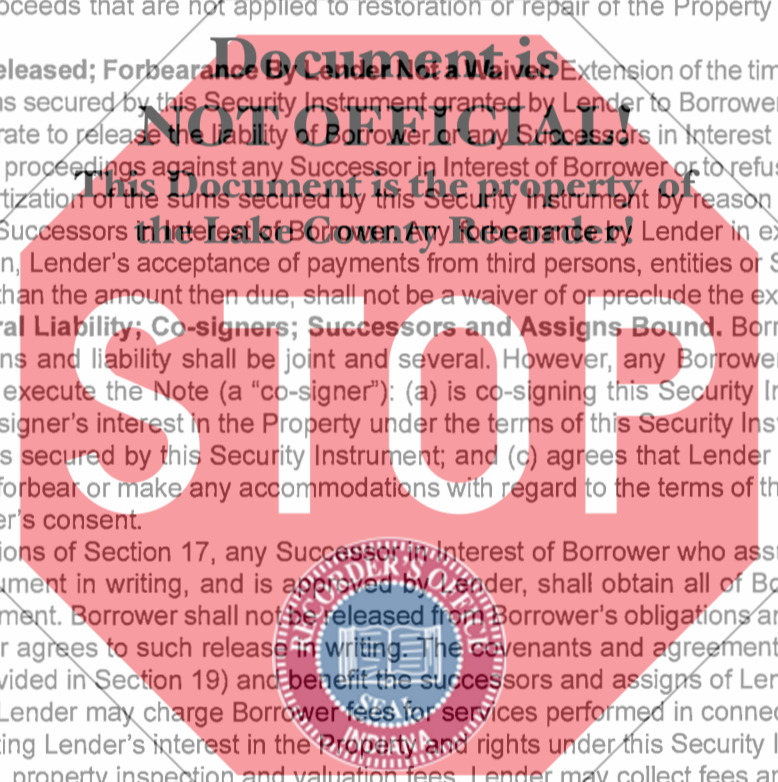 oceeds that are not applied to restoration or repair of the Property
Document is
eleased; Forbearance By Lender Not a Waiver. Extension of the tim
s secured by this Security Instrument granted by Lender to Borrowe
NOT OFFICIAL!
rate to release the liability of Borrower or any Successors in Interest
proceedings against any Successor in Interest of Borrower or to refus
This Document is the property of
tization of the sums secured by this Security Instrument by reason
the Lake County Recorder!
Successors in Interest of Borrower. Any forbearance by Lender in ex
n, Lender's acceptance of payments from third persons, entities or S
than the amount then due, shall not be a waiver of or preclude the ex
ral Liability; Co-signers; Successors and Assigns Bound. Borr
ns and liability shall be joint and several. However, any Borrowe
execute the Note (a “co-signer”): (a) is co-signing this Security In
signer's interest in the Property under the terms of this Security Ins
STOP
s secured by this Security Instrument; and (c) agrees that Lender
forbear or make any accommodations with regard to the terms of th
er's consent.
ions of Section 17, any Successor in Interest of Borrower who ass
ument in writing, and is approved by Lender, shall obtain all of Bo
ment. Borrower shall not be released from Borrower's obligations an
r agrees to such release in writing. The covenants and agreement
vided in Section 19) and benefit the successors and assigns of Len
Lender may charge Borrower fees for services performed in connec
ting Lender's interest in the Property and rights under this Security I
property inspection and valuation fees. Lender may collect fees an
RECORDER'S OFFICE
SEAL
INDIANA